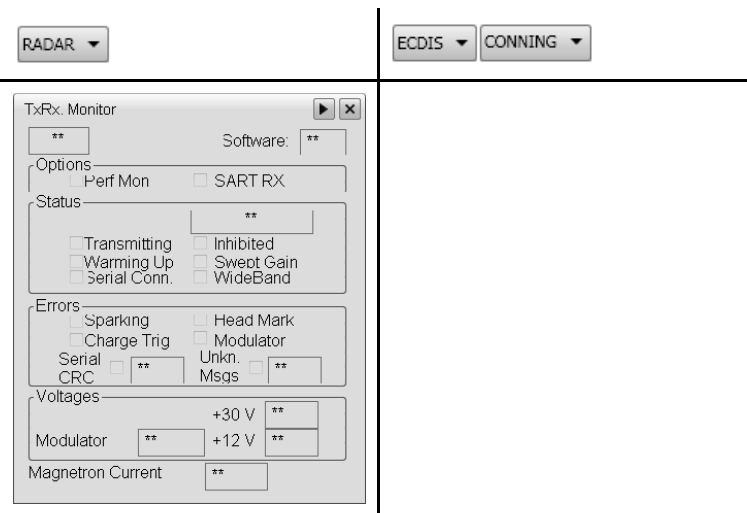 RADAR
ECDIS CONNING
TxRx. Monitor
** Software: **
Options
Perf Mon SART RX
Status
**
Transmitting Inhibited
Warming Up Swept Gain
Serial Conn. WideBand
Errors
Sparking Head Mark
Charge Trig Modulator
Serial CRC ** Unkn. Msgs **
Voltages
+30 V **
Modulator ** +12 V **
Magnetron Current **